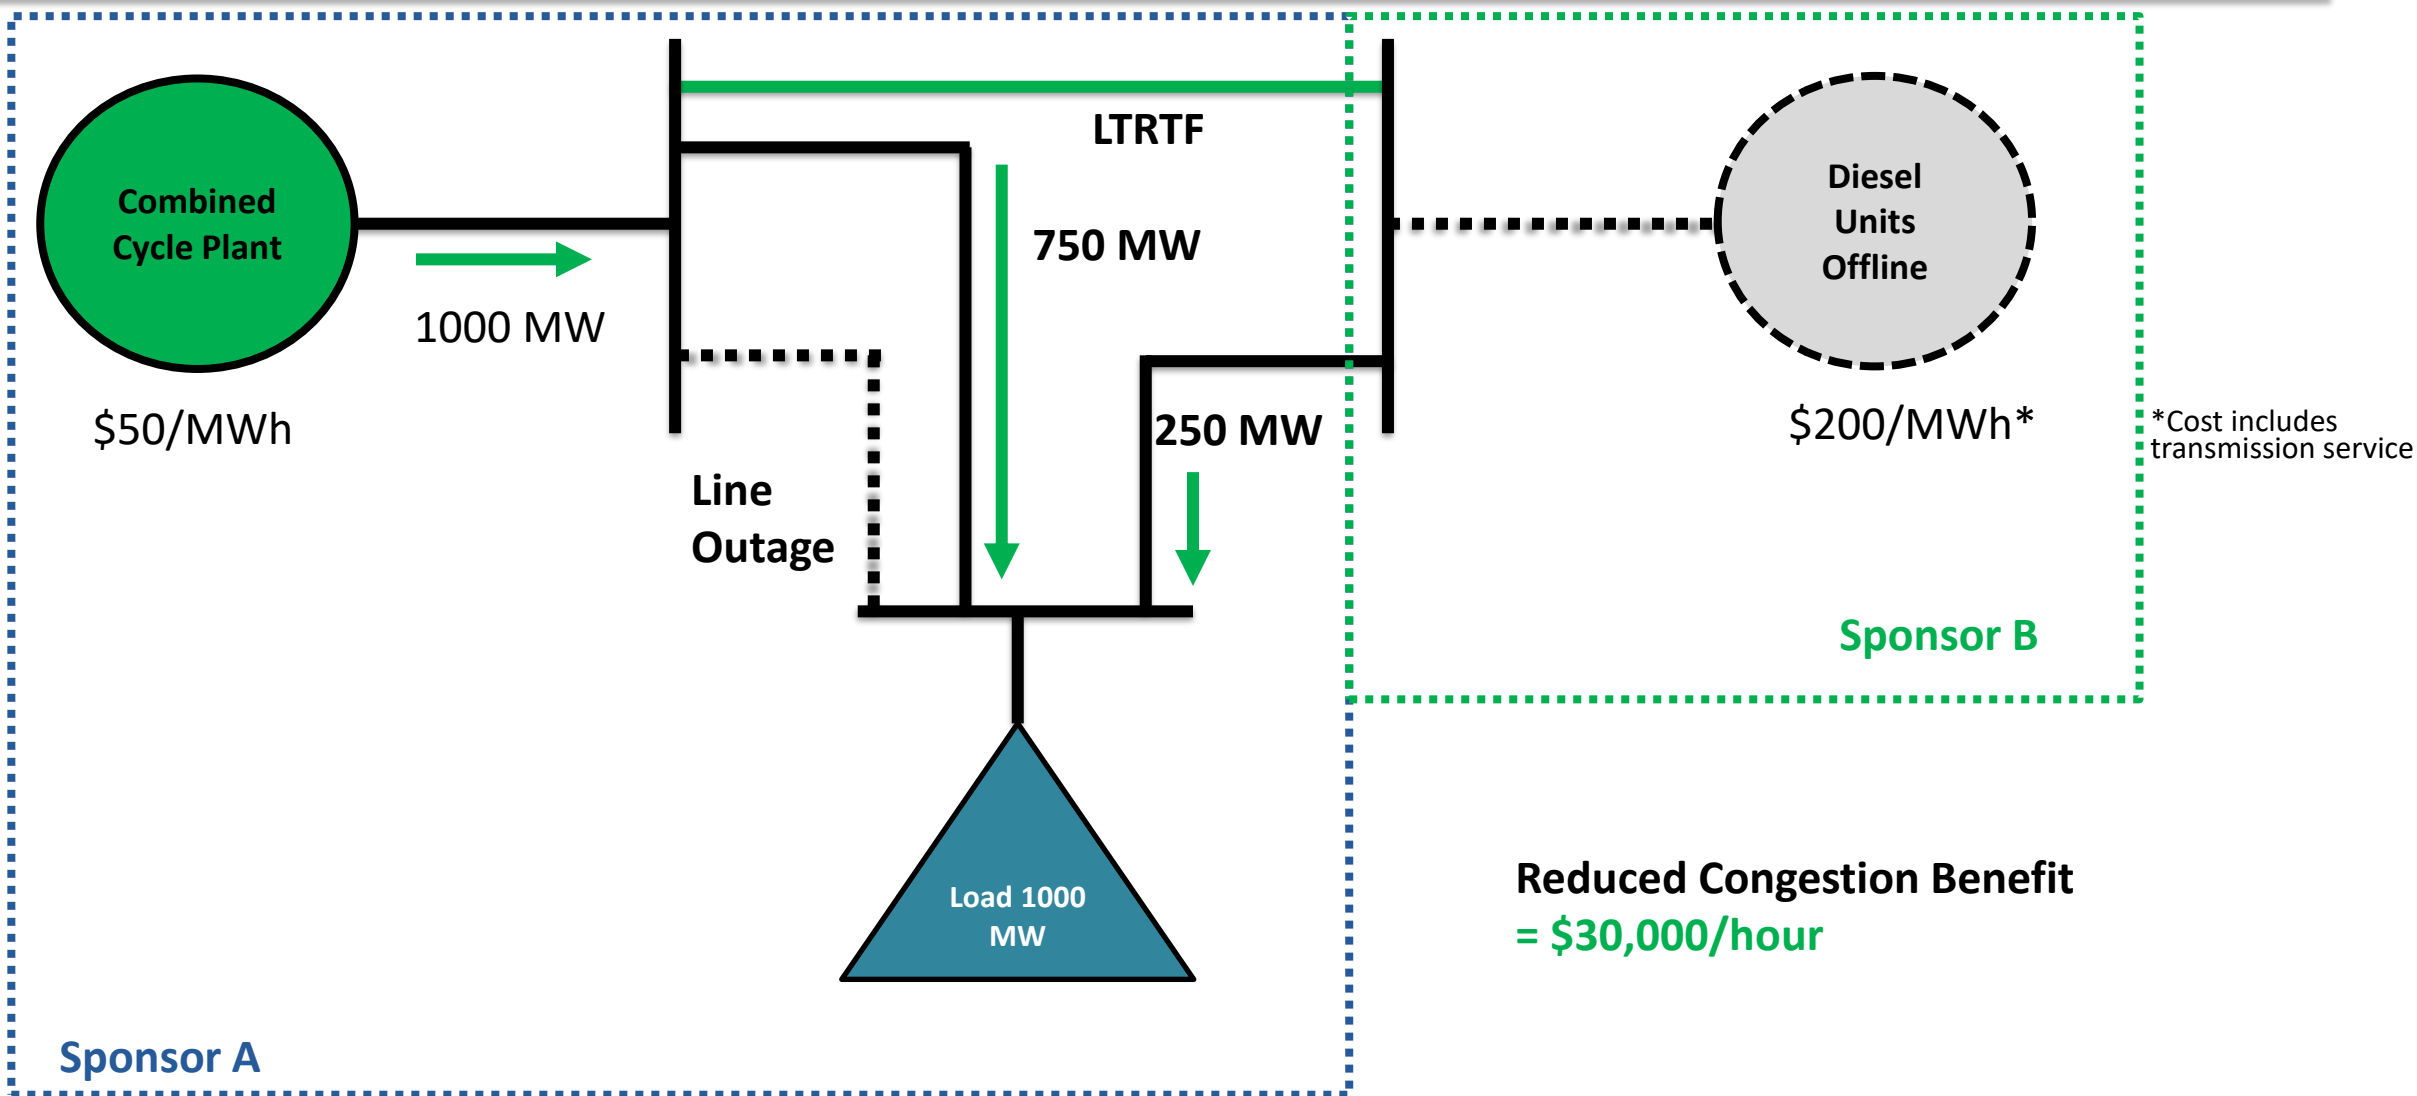 Combined
Cycle Plant
1000 MW
$50/MWh
LTRTF
750 MW
250 MW
Line
Outage
Load 1000
MW
Sponsor A
Diesel
Units
Offline
$200/MWh*
*Cost includes
transmission service
Sponsor B
Reduced Congestion Benefit
= $30,000/hour